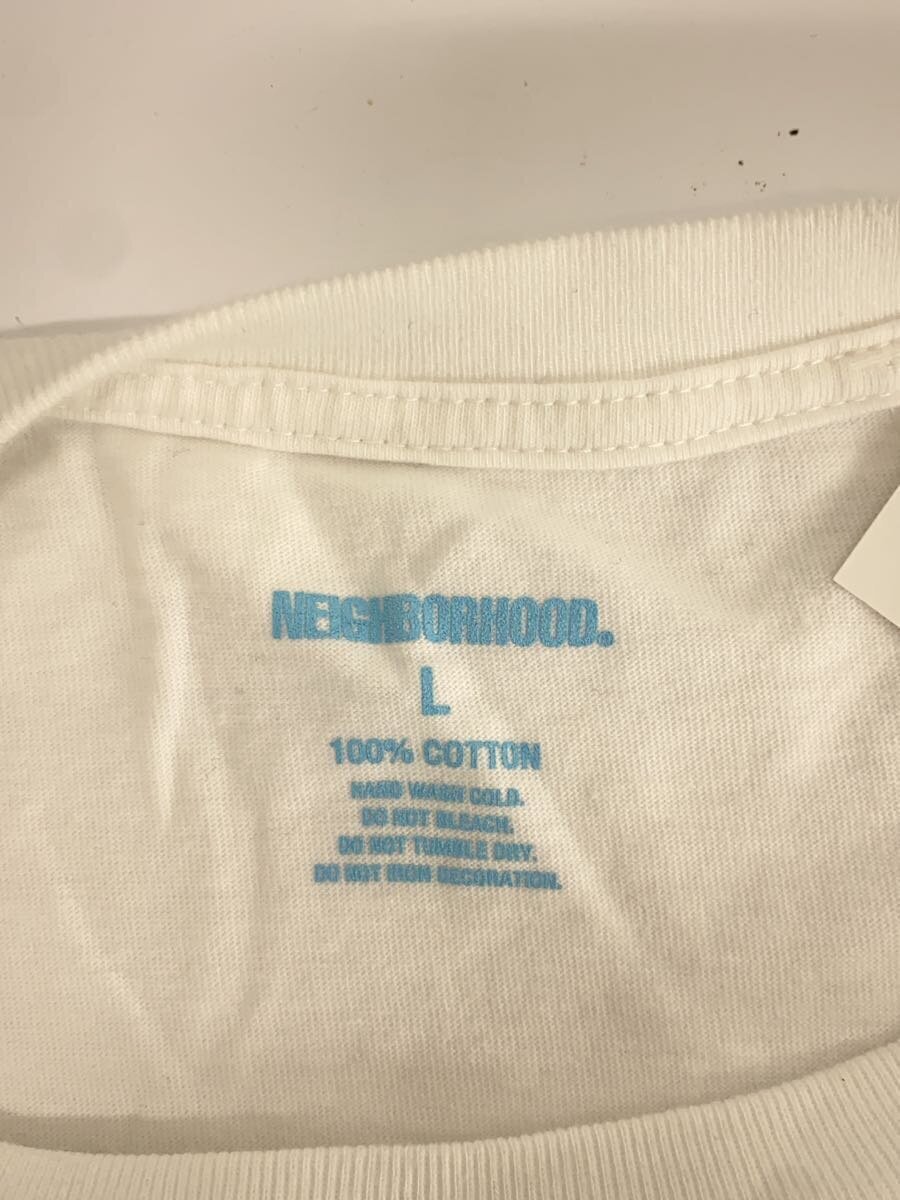 NEIGHBORHOOD.
L
100% COTTON
HAND WASH COLD.
DO NOT BLEACH.
DO NOT TUMBLE DRY.
DO NOT IRON DECORATION.